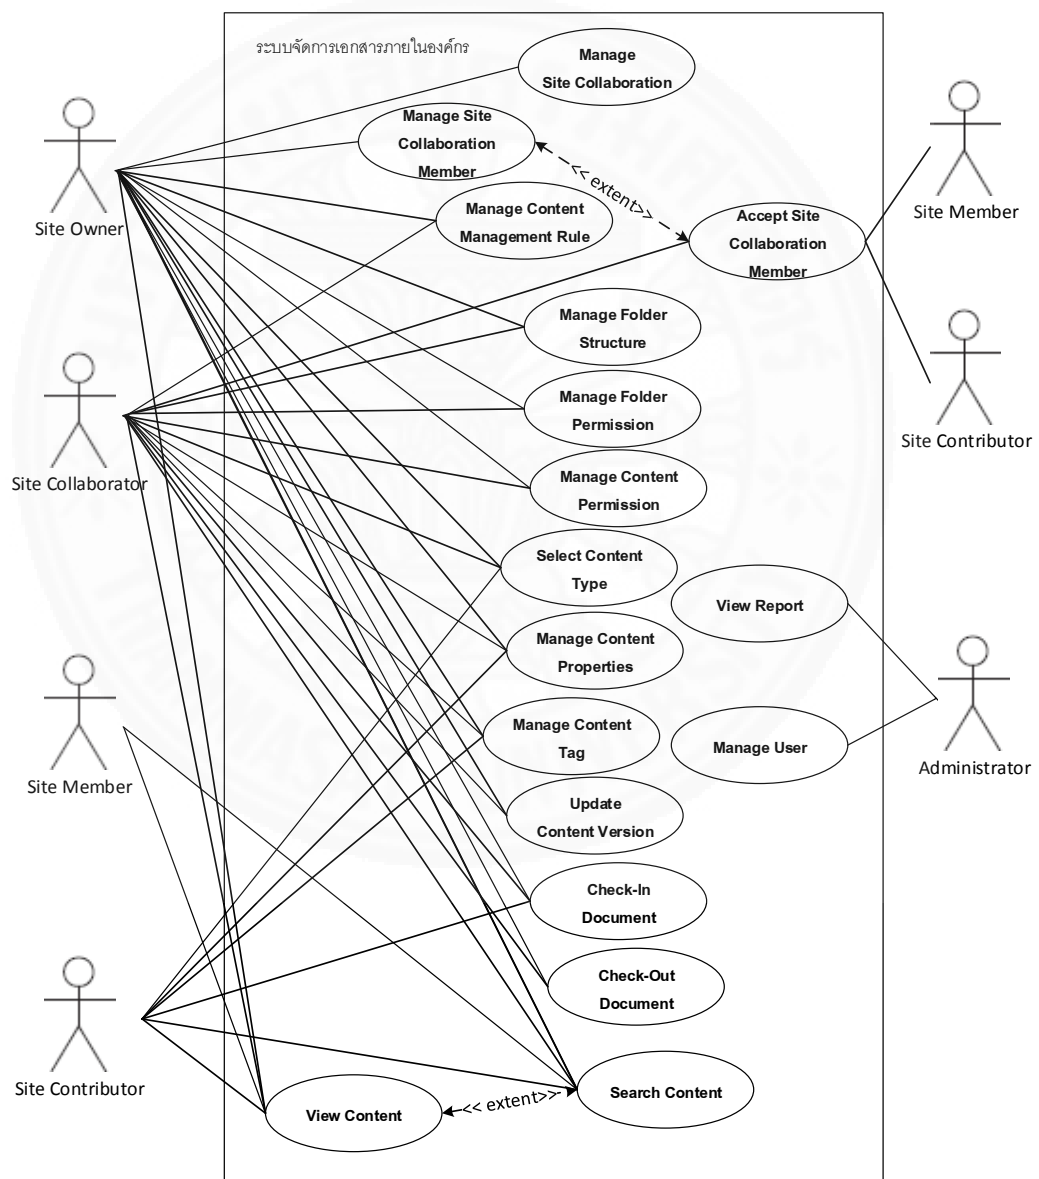 ระบบจัดการเอกสารภายในองค์กร
Manage
Site Collaboration
Manage Site
Collaboration
Member
<< extent>>
Site Owner
Site Member
Manage Content
Management Rule
Accept Site
Collaboration
Member
Manage Folder
Structure
Manage Folder
Permission
Site Contributor
Site Collaborator
Manage Content
Permission
Select Content
Type
View Report
Manage Content
Properties
Manage Content
Tag
Manage User
Administrator
Site Member
Update
Content Version
Check-In
Document
Check-Out
Document
Site Contributor
Search Content
<< extent>>
View Content